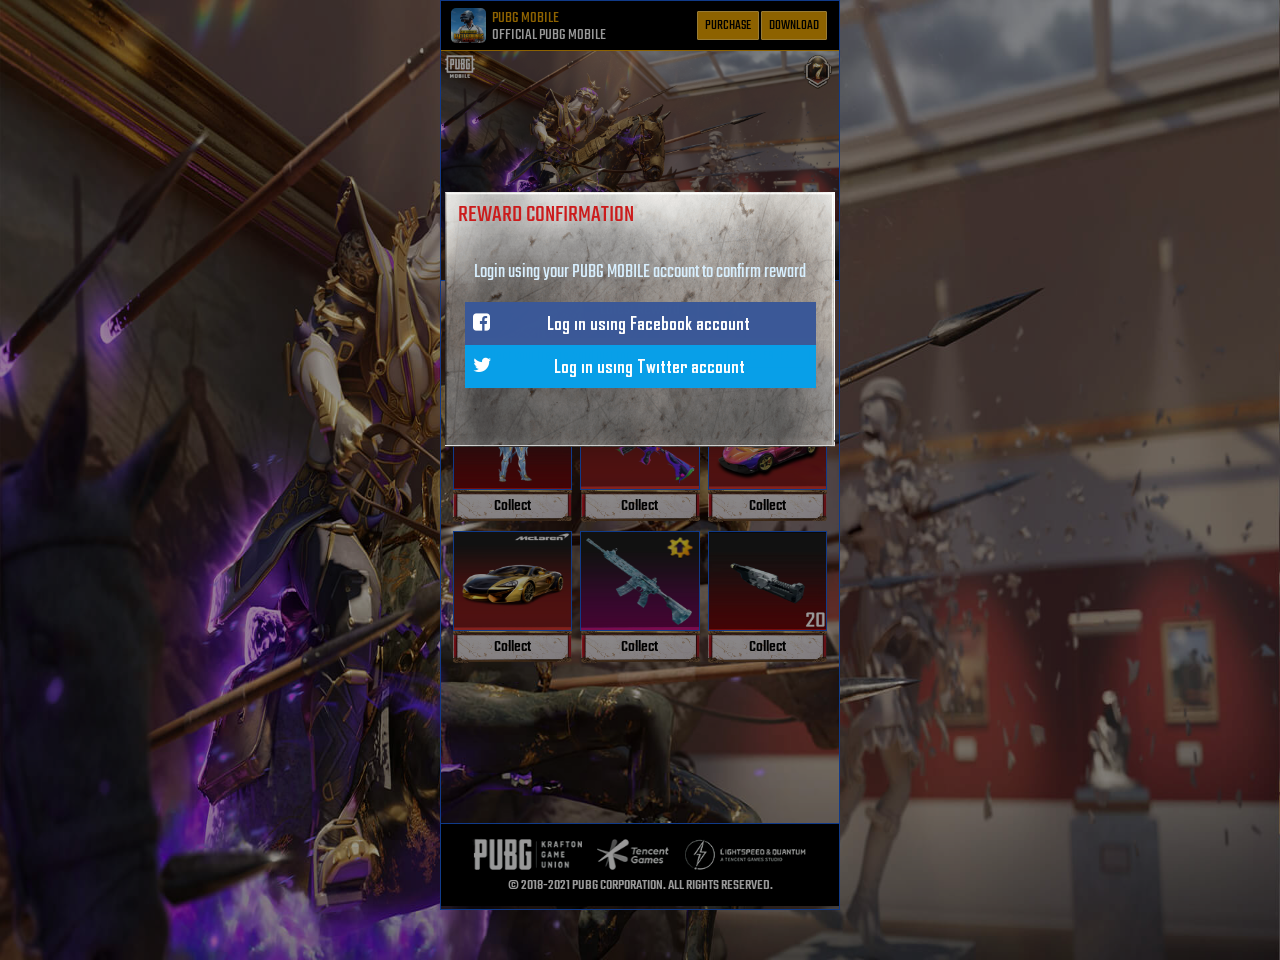 PUBG MOBILE
OFFICIAL PUBG MOBILE
PURCHASE
DOWNLOAD
PUBG
MOBILE
7
REWARD CONFIRMATION
Login using your PUBG MOBILE account to confirm reward
Log in using Facebook account
Log in using Twitter account
Collect
Collect
Collect
McLaren
20
Collect
Collect
Collect
PUBG
KRAFTON
GAME
UNION
Tencent
Games
LIGHTSPEED & QUANTUM
A TENCENT GAMES STUDIO
© 2018-2021 PUBG CORPORATION. ALL RIGHTS RESERVED.